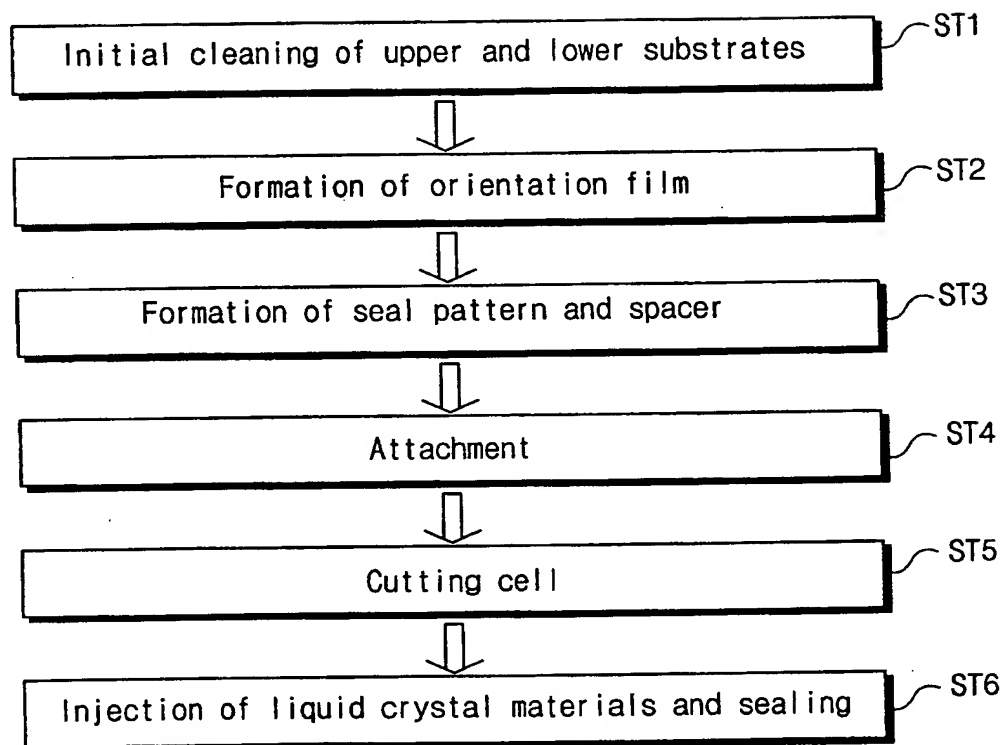 Initial cleaning of upper and lower substrates ST1
Formation of orientation film ST2
Formation of seal pattern and spacer ST3
Attachment ST4
Cutting cell ST5
Injection of liquid crystal materials and sealing ST6